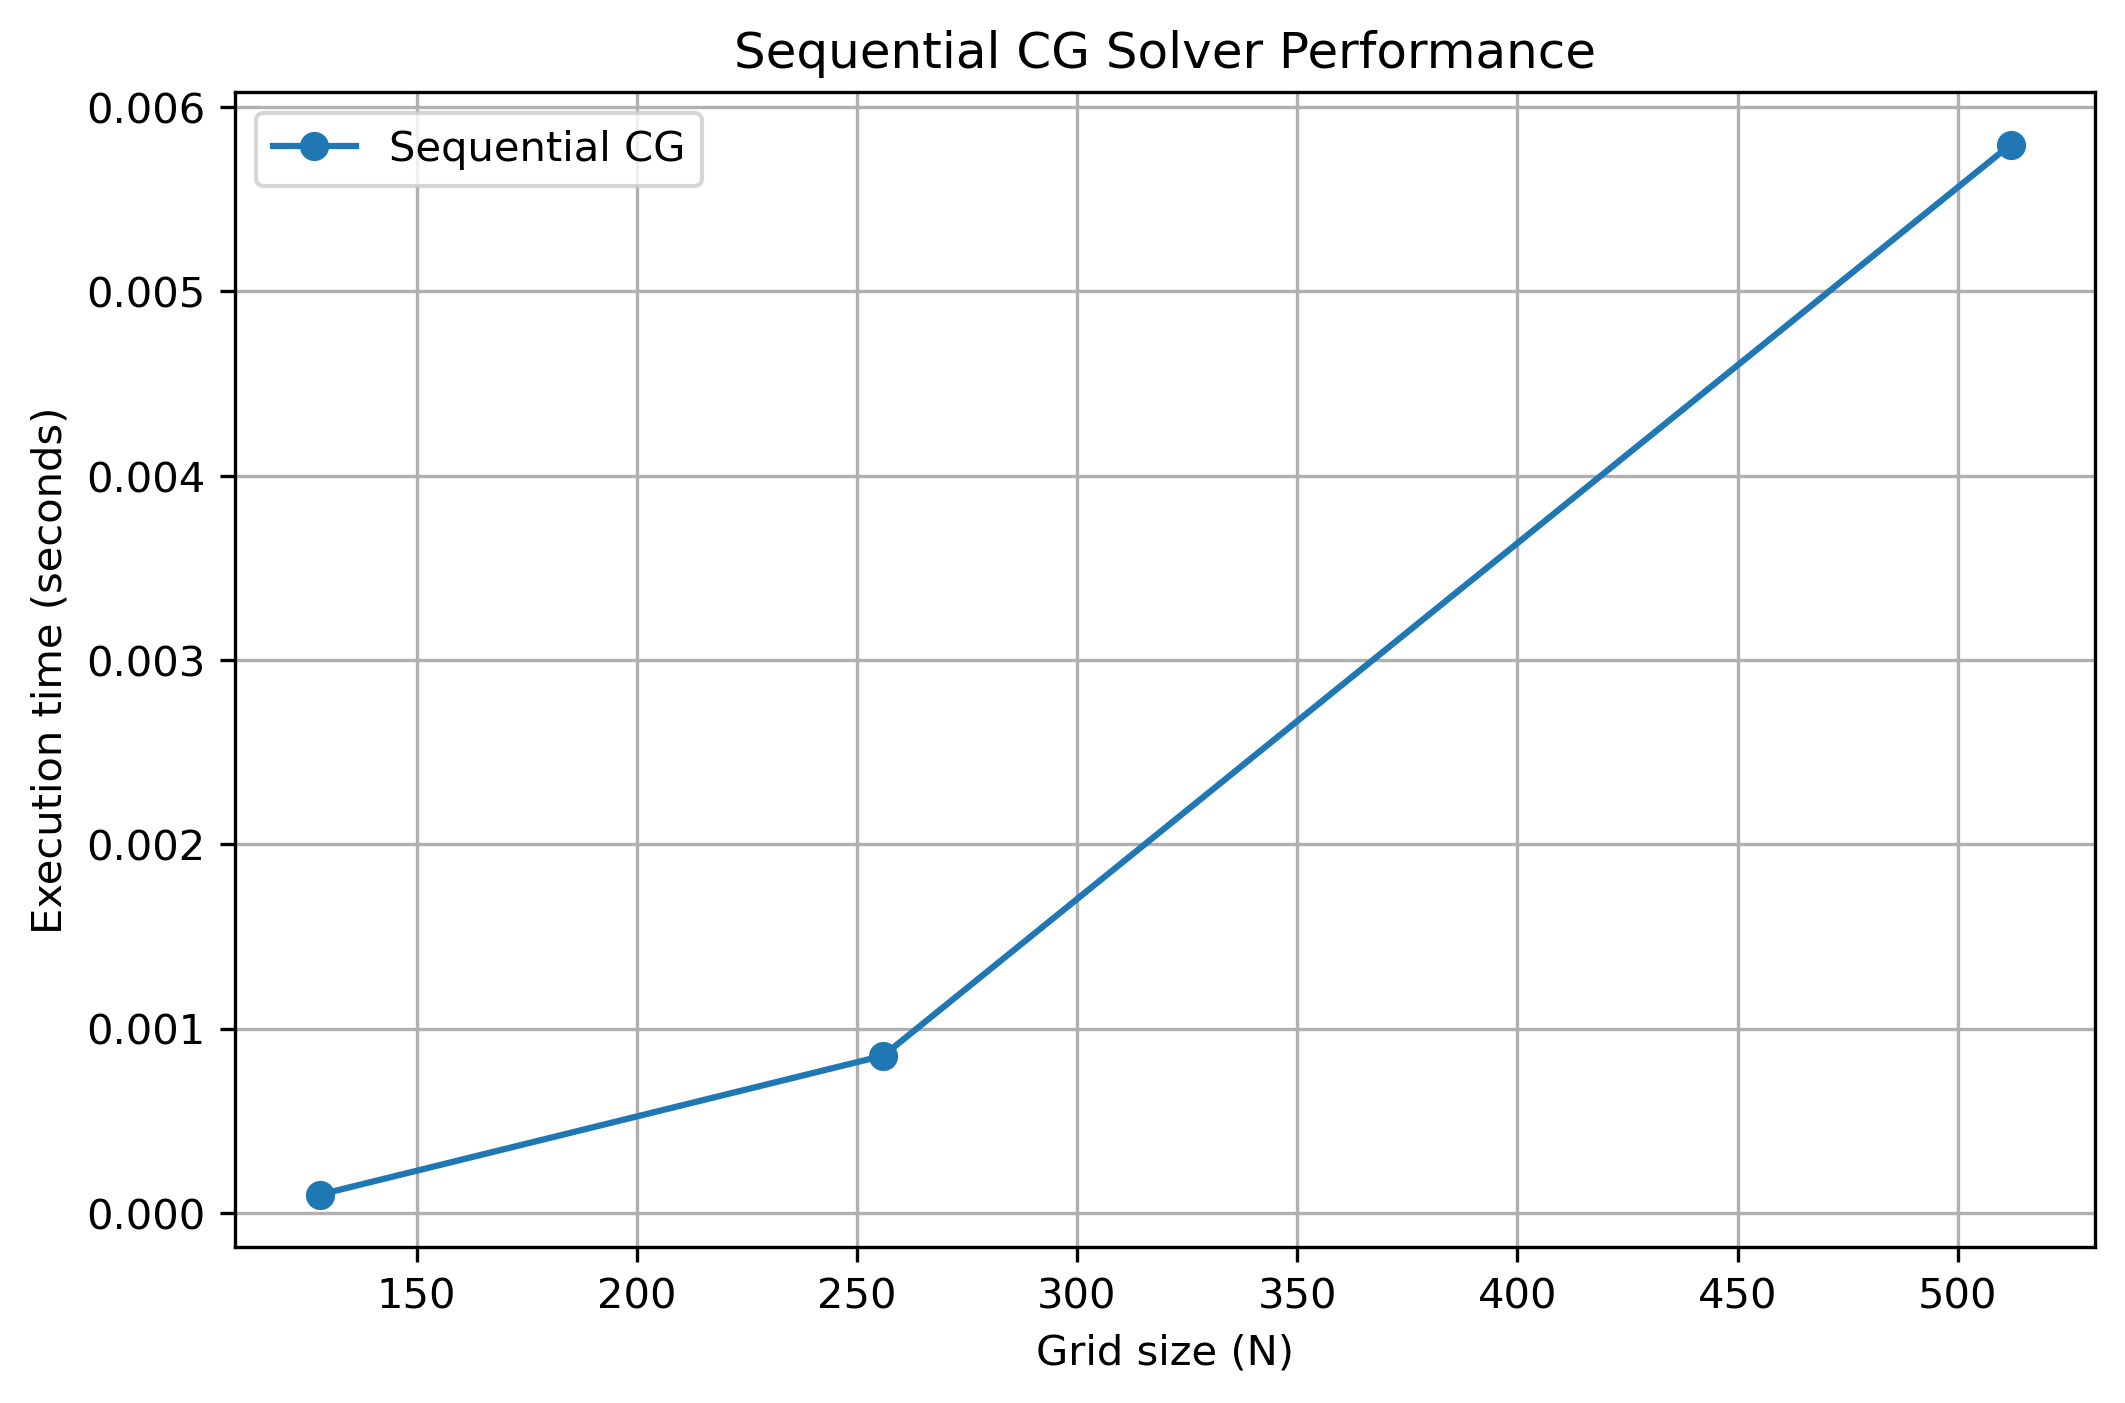 Sequential CG Solver Performance
Sequential CG
0.006
0.005
0.004
0.003
0.002
0.001
0.000
Execution time (seconds)
150 200 250 300 350 400 450 500
Grid size (N)